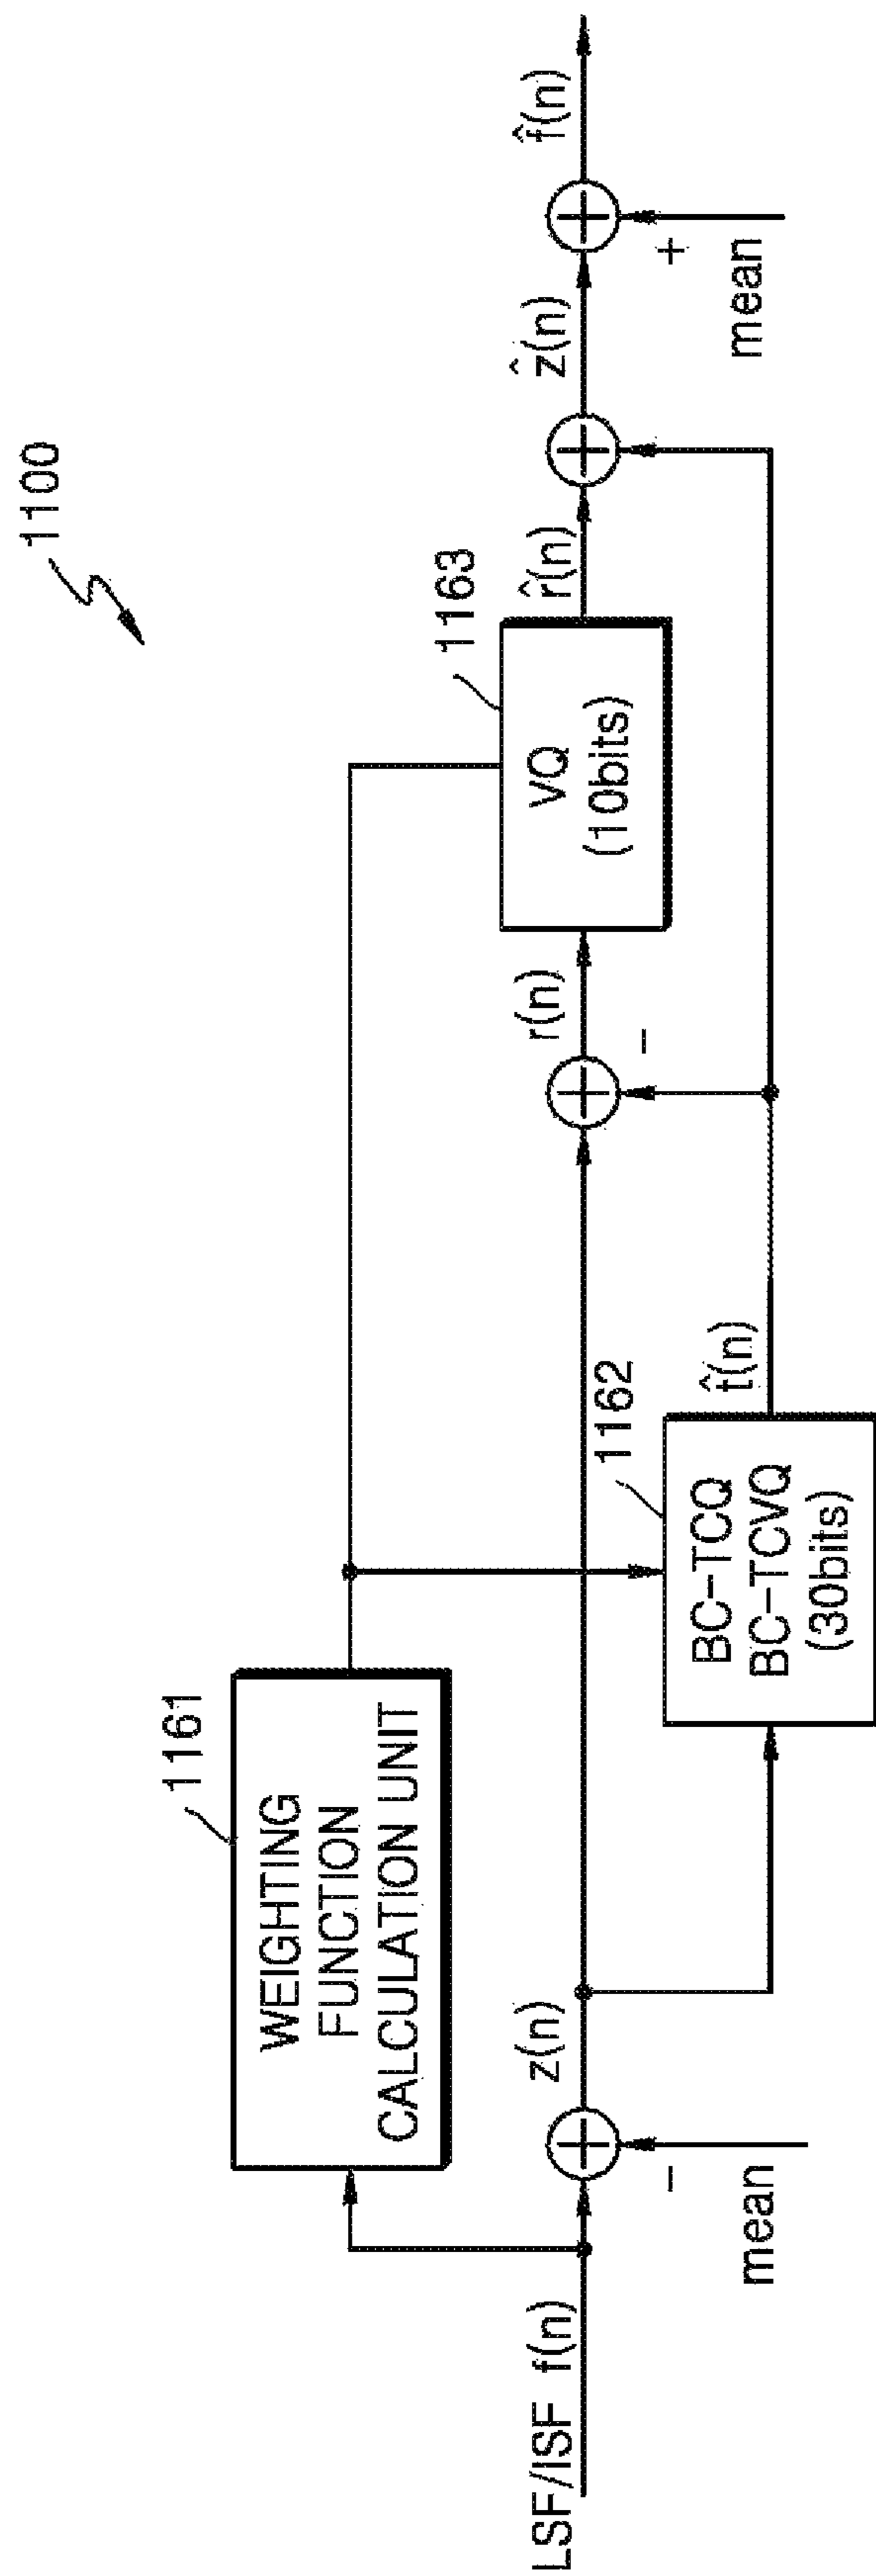 1100
1161
WEIGHTING
FUNCTION
CALCULATION UNIT
1163
VQ
(10bits)
LSF/ISF f(n)
z(n)
r(n)
r̂(n)
ẑ(n)
f̂(n)
-
mean
-
+
mean
1162
BC-TCQ
BC-TCVQ
(30bits)
t̂(n)